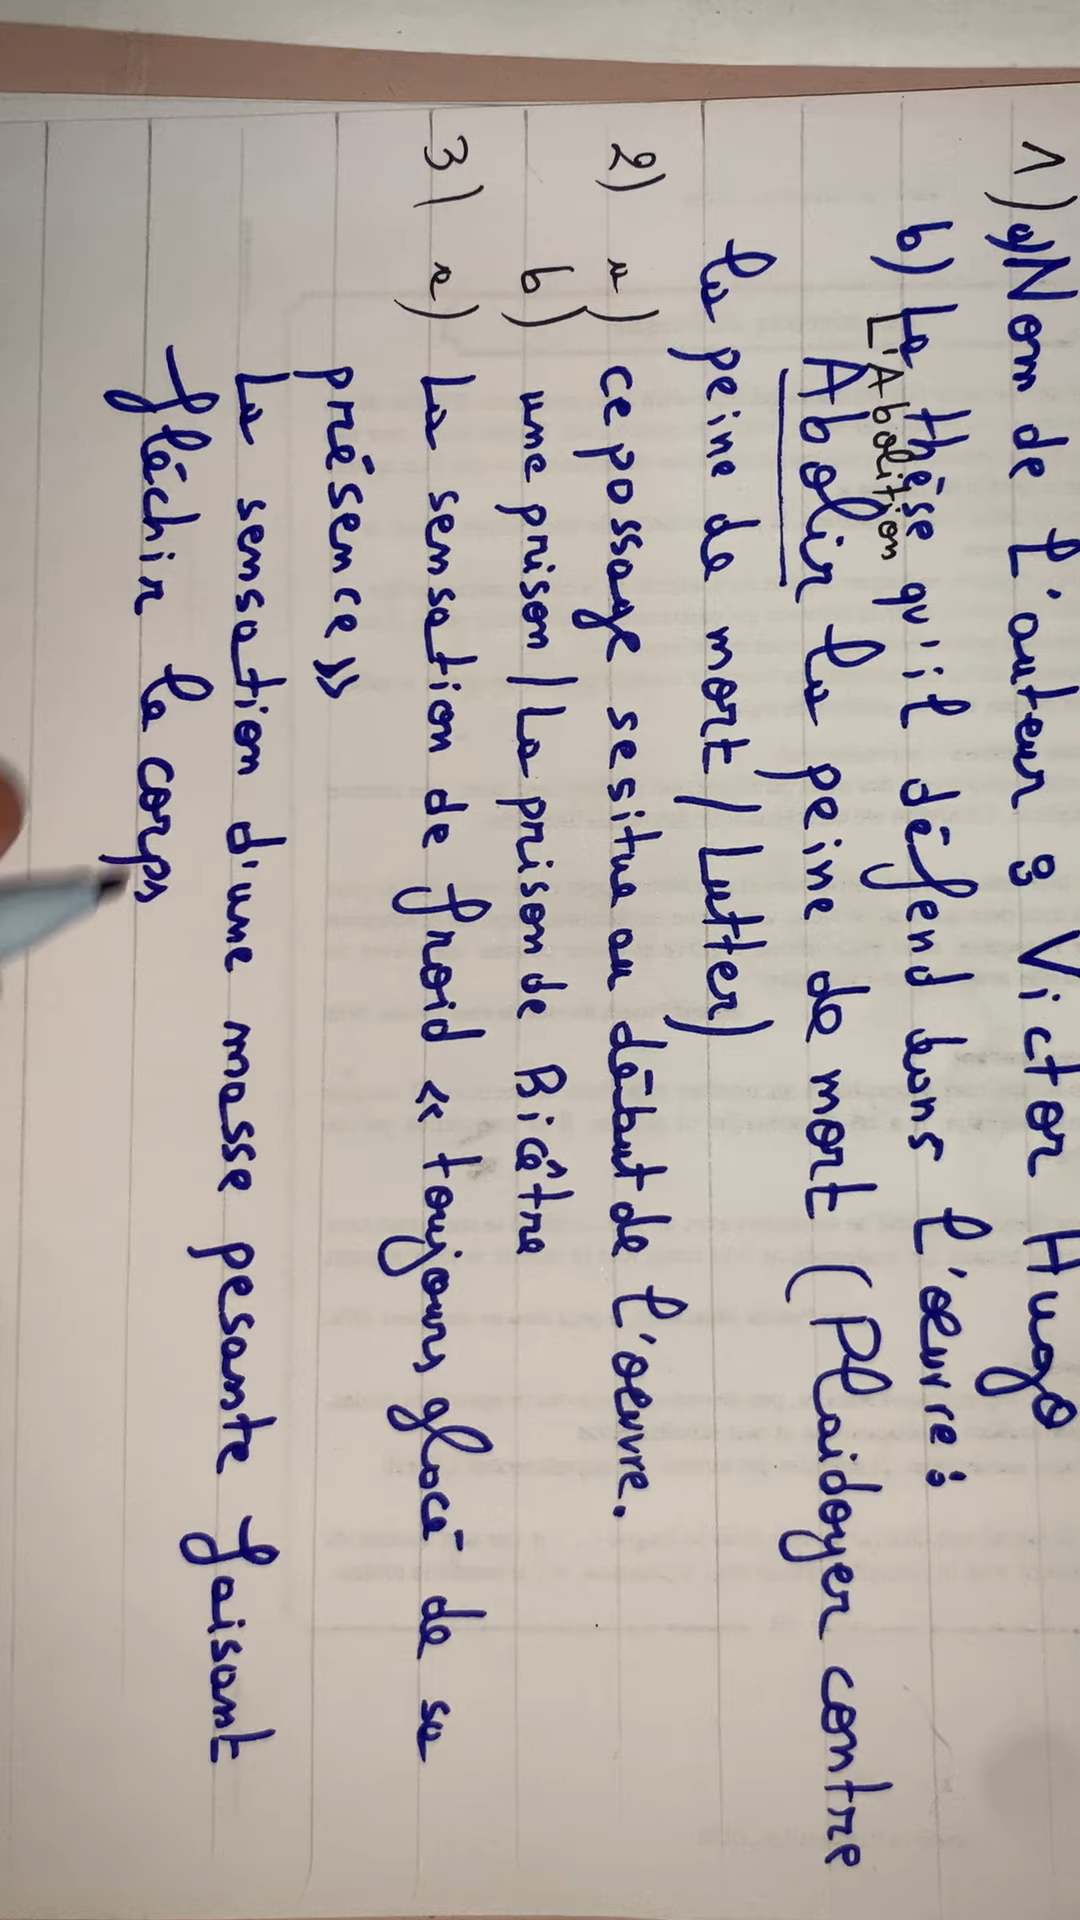 1) a) Nom de L'auteur : Victor Hugo
b) La thèse qu'il défend dans L'œuvre :
L'Abolition
Abolir la peine de mort (Plaidoyer contre
la peine de mort / Lutter)
2) a) ce passage se situe au début de L'œuvre.
b) une prison / La prison de Bicêtre
3) a) La sensation de froid « toujours glacé de sa
présence »
La sensation d'une masse pesante faisant
fléchir le corps